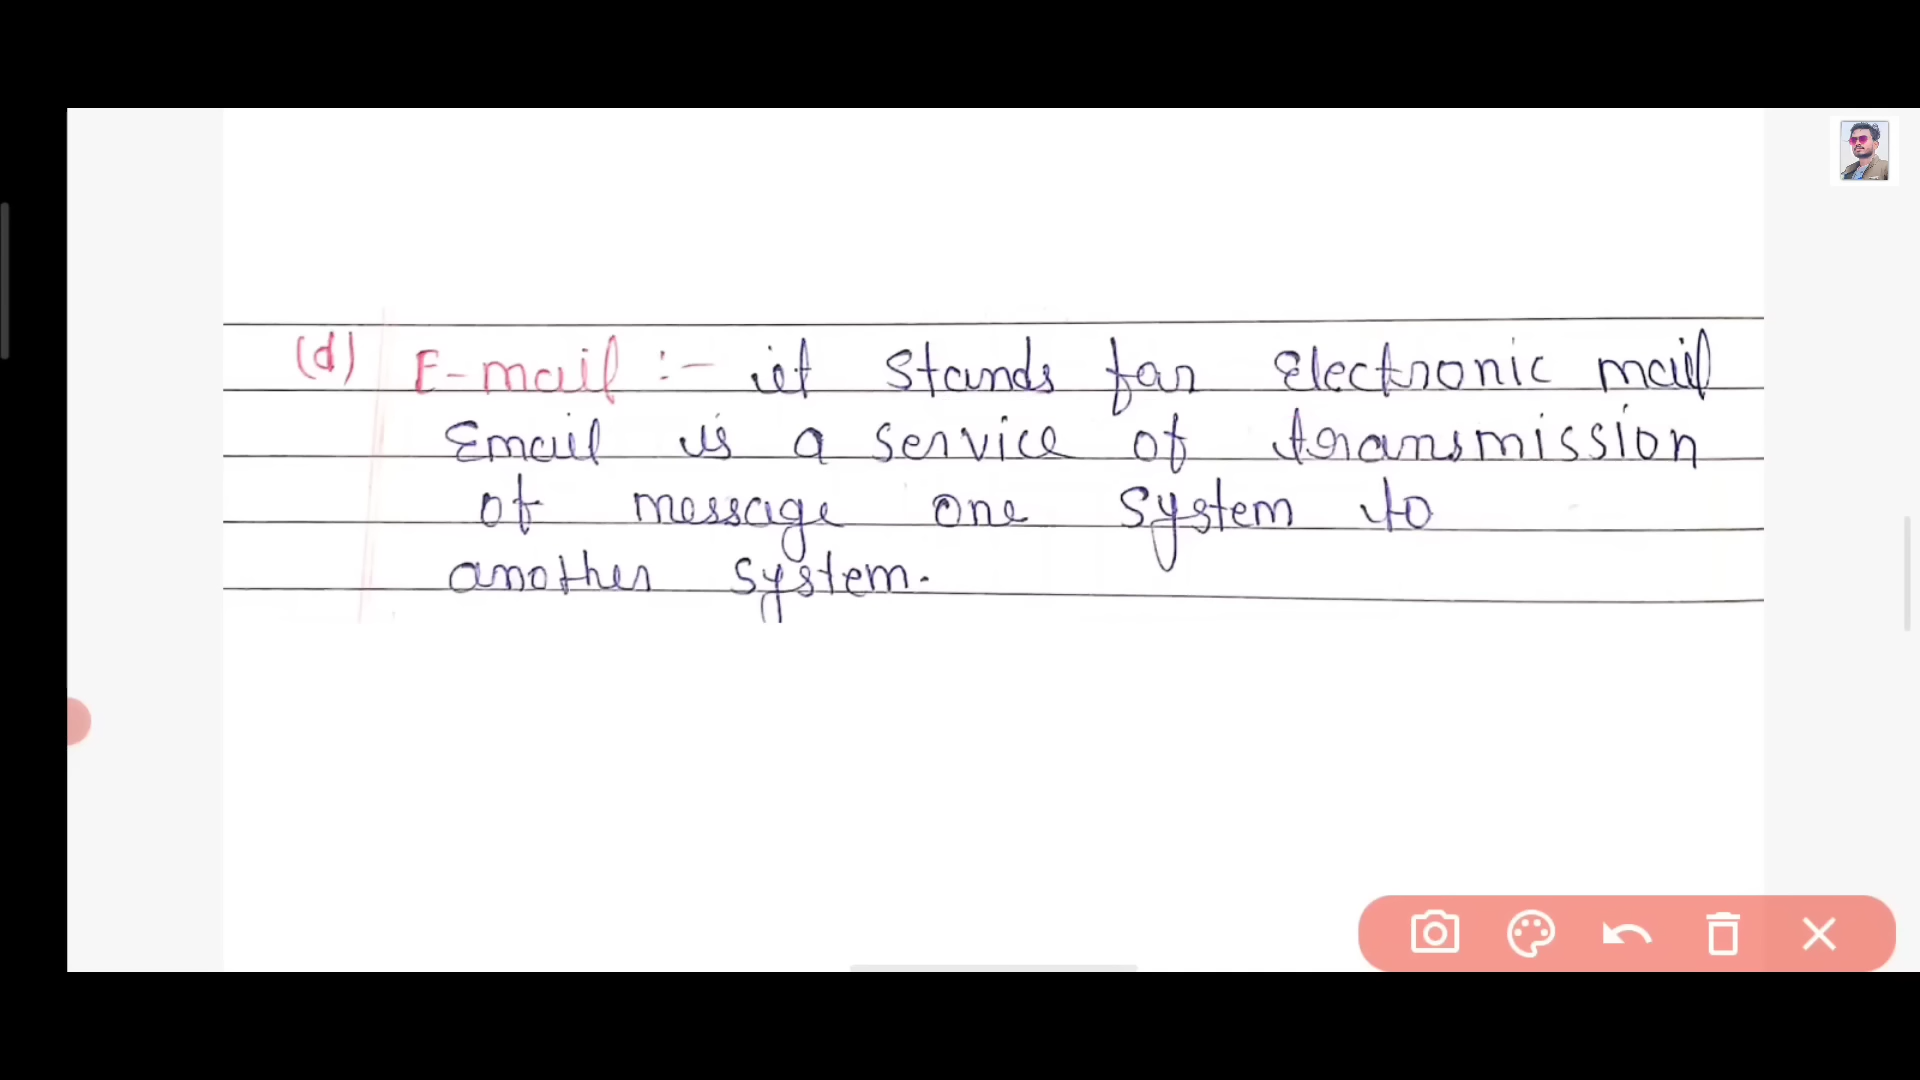 (d) E-mail :- it stands for Electronic mail
Email is a service of transmission
of message one system to
another system.